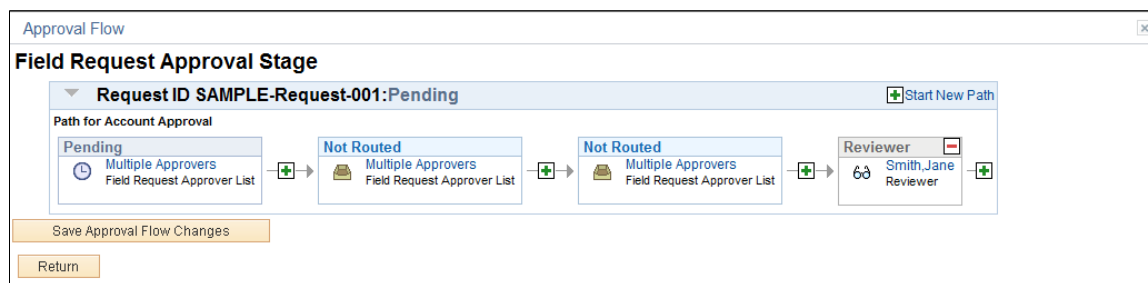 Approval Flow
Field Request Approval Stage
Request ID SAMPLE-Request-001:Pending
Start New Path
Path for Account Approval
Pending
Multiple Approvers
Field Request Approver List
Not Routed
Multiple Approvers
Field Request Approver List
Not Routed
Multiple Approvers
Field Request Approver List
Reviewer
Smith,Jane
Reviewer
Save Approval Flow Changes
Return